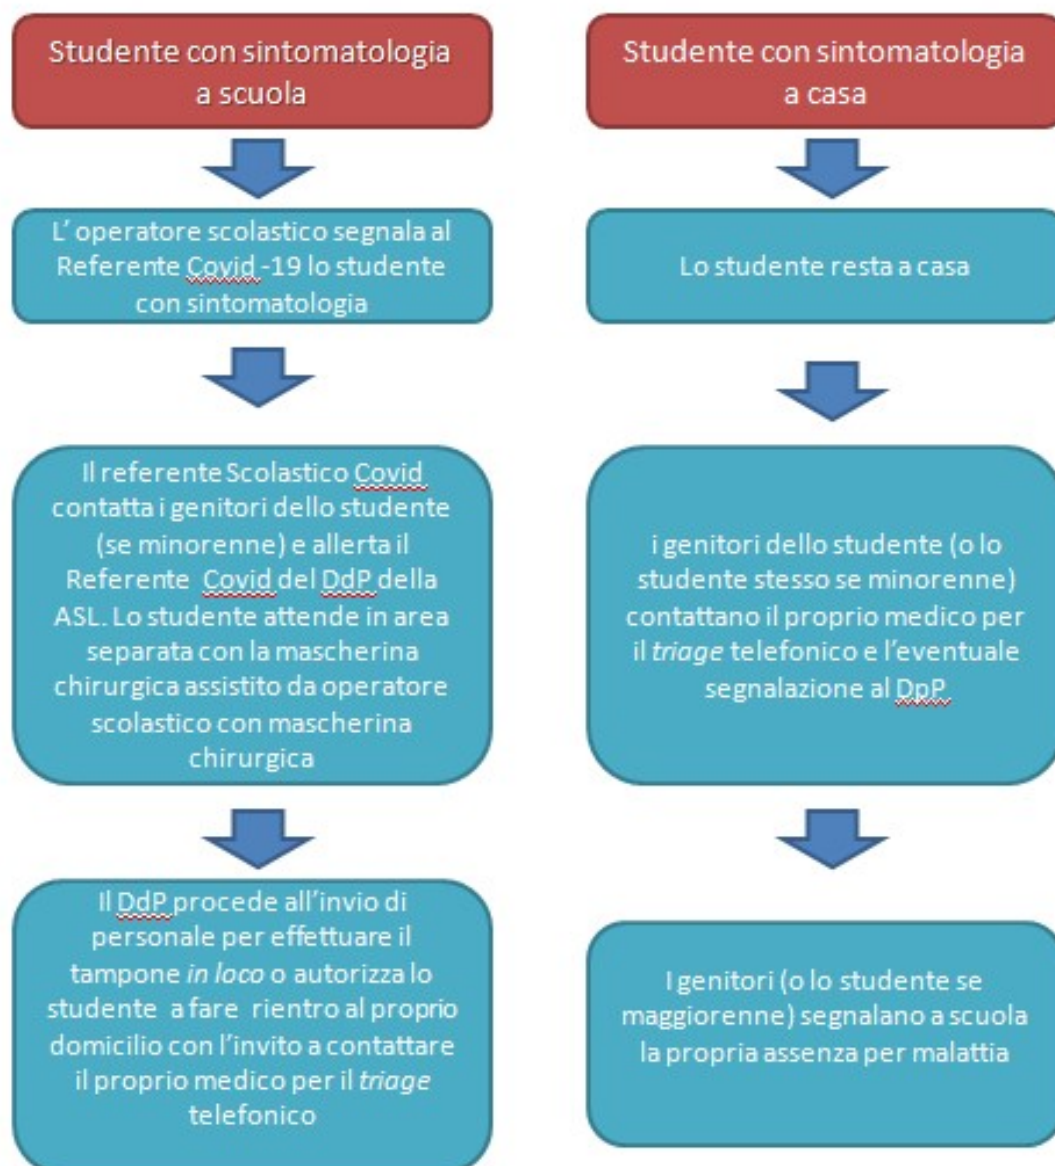 Studente con sintomatologia
a scuola
L' operatore scolastico segnala al
Referente Covid -19 lo studente
con sintomatologia
Il referente Scolastico Covid
contatta i genitori dello studente
(se minorenne) e allerta il
Referente Covid del DdP della
ASL. Lo studente attende in area
separata con la mascherina
chirurgica assistito da operatore
scolastico con mascherina
chirurgica
Il DdP procede all'invio di
personale per effettuare il
tampone in loco o autorizza lo
studente a fare rientro al proprio
domicilio con l'invito a contattare
il proprio medico per il triage
telefonico
Studente con sintomatologia
a casa
Lo studente resta a casa
i genitori dello studente (o lo
studente stesso se minorenne)
contattano il proprio medico per
il triage telefonico e l'eventuale
segnalazione al DpP
I genitori (o lo studente se
maggiorenne) segnalano a scuola
la propria assenza per malattia